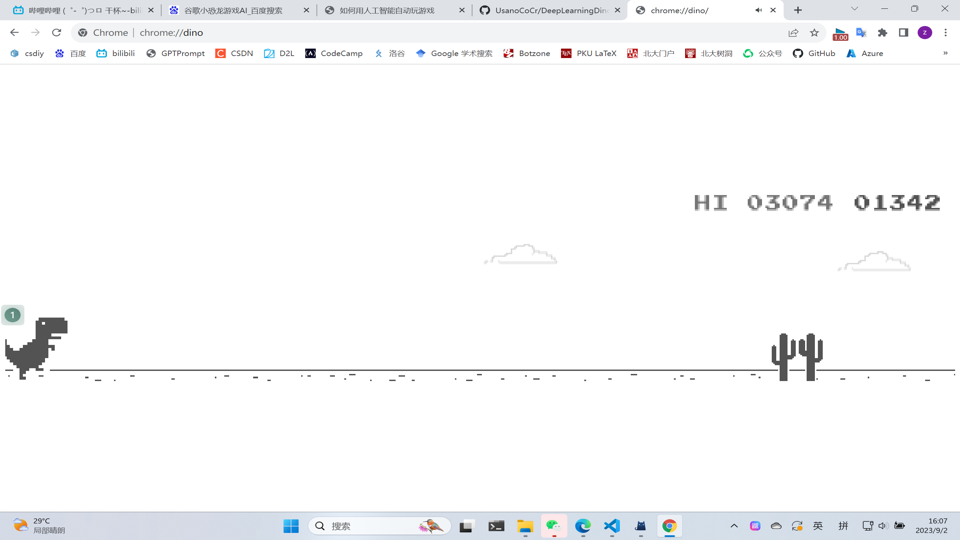 哔哩哔哩 (゜-゜)つロ 干杯~-bili
谷歌小恐龙游戏AI_百度搜索
如何用人工智能自动玩游戏
UsanoCoCr/DeepLearningDin
chrome://dino/
Chrome | chrome://dino
1.00
z
csdiy
百度
bilibili
GPTPrompt
CSDN
D2L
CodeCamp
洛谷
Google 学术搜索
Botzone
PKU LaTeX
北大门户
北大树洞
公众号
GitHub
Azure
»
HI 03074 01342
1
29°C
局部晴朗
搜索
英
拼
16:07
2023/9/2